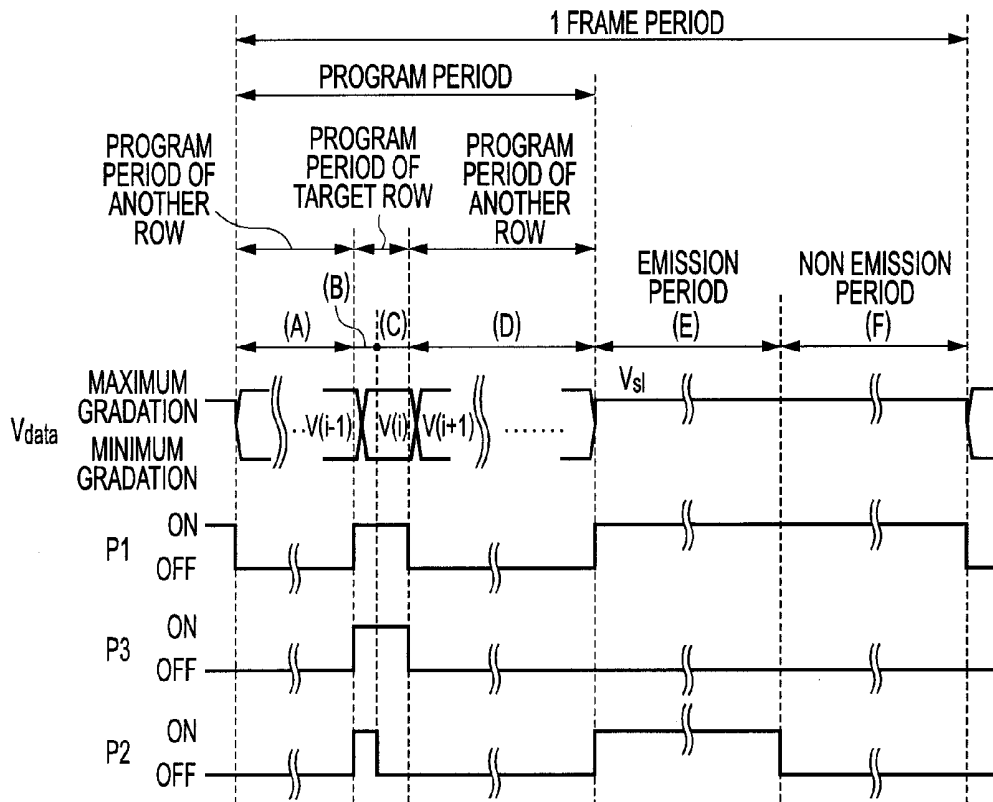 1 FRAME PERIOD
PROGRAM PERIOD
PROGRAM
PERIOD OF
ANOTHER
ROW
PROGRAM
PERIOD OF
TARGET ROW
PROGRAM
PERIOD OF
ANOTHER
ROW
EMISSION
PERIOD
(E)
NON EMISSION
PERIOD
(F)
(A)
(B)
(C)
(D)
Vdata
MAXIMUM
GRADATION
MINIMUM
GRADATION
..V(i-1)
V(i)
V(i+1)
.......
Vsl
P1
ON
OFF
P3
ON
OFF
P2
ON
OFF